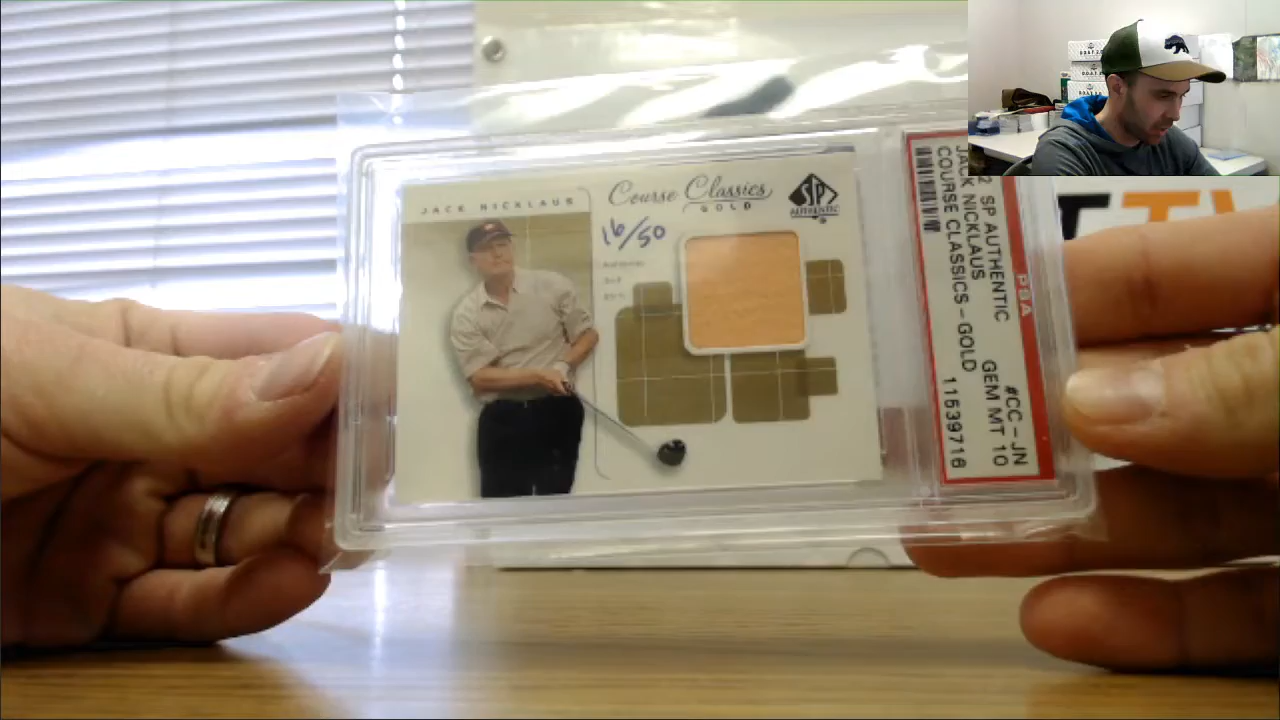 JACK NICKLAUS
Course Classics
GOLD
SP
AUTHENTIC
16/50
2 SP AUTHENTIC #CC-JN
JACK NICKLAUS GEM MT 10
COURSE CLASSICS-GOLD 11539716
PSA